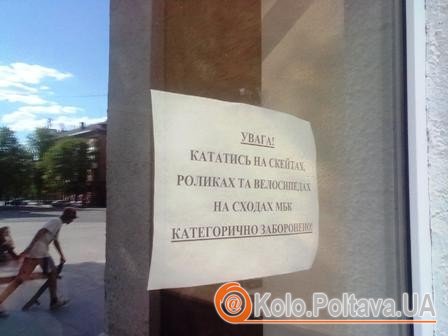 УВАГА!
КАТАТИСЬ НА СКЕЙТАХ,
РОЛИКАХ ТА ВЕЛОСИПЕДАХ
НА СХОДАХ МБК
КАТЕГОРИЧНО ЗАБОРОНЕНО!
Kolo.Poltava.UA